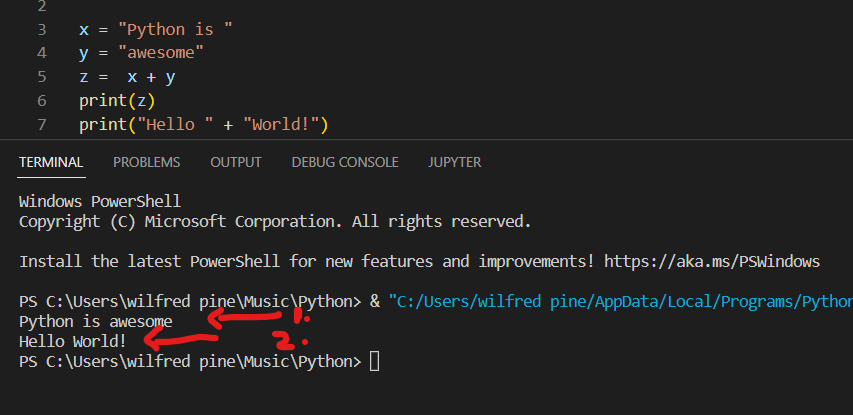 2
3 x = "Python is "
4 y = "awesome"
5 z =  x + y
6 print(z)
7 print("Hello " + "World!")
TERMINAL PROBLEMS OUTPUT DEBUG CONSOLE JUPYTER
Windows PowerShell
Copyright (C) Microsoft Corporation. All rights reserved.
Install the latest PowerShell for new features and improvements! https://aka.ms/PSWindows
PS C:\Users\wilfred pine\Music\Python> & "C:/Users/wilfred pine/AppData/Local/Programs/Python
Python is awesome 1.
Hello World! 2.
PS C:\Users\wilfred pine\Music\Python>